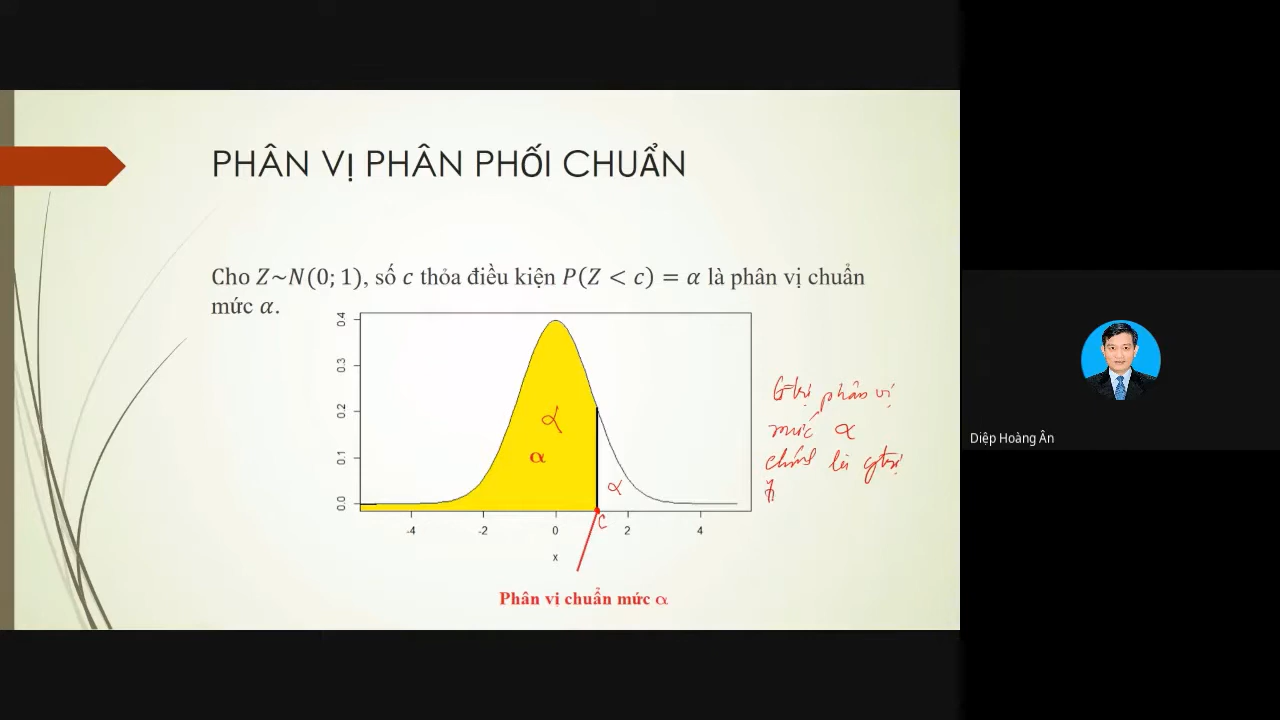 PHÂN VỊ PHÂN PHỐI CHUẨN
Cho Z~N(0; 1), số c thỏa điều kiện P(Z < c) = α là phân vị chuẩn
mức α.
0.4
0.3
0.2
0.1
0.0
α
α
α
c
-4 -2 0 2 4
x
Phân vị chuẩn mức α
phân vị
mức α
chính là gtrị
Diệp Hoàng Ân